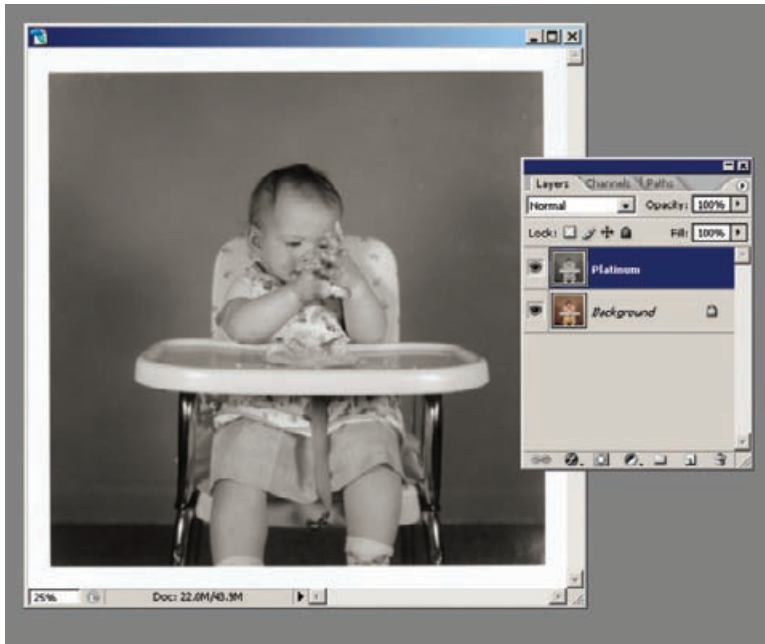 Layers Channels Paths
Normal Opacity: 100%
Lock: Fill: 100%
Platinum
Background
25% Doc: 22.0M/43.9M